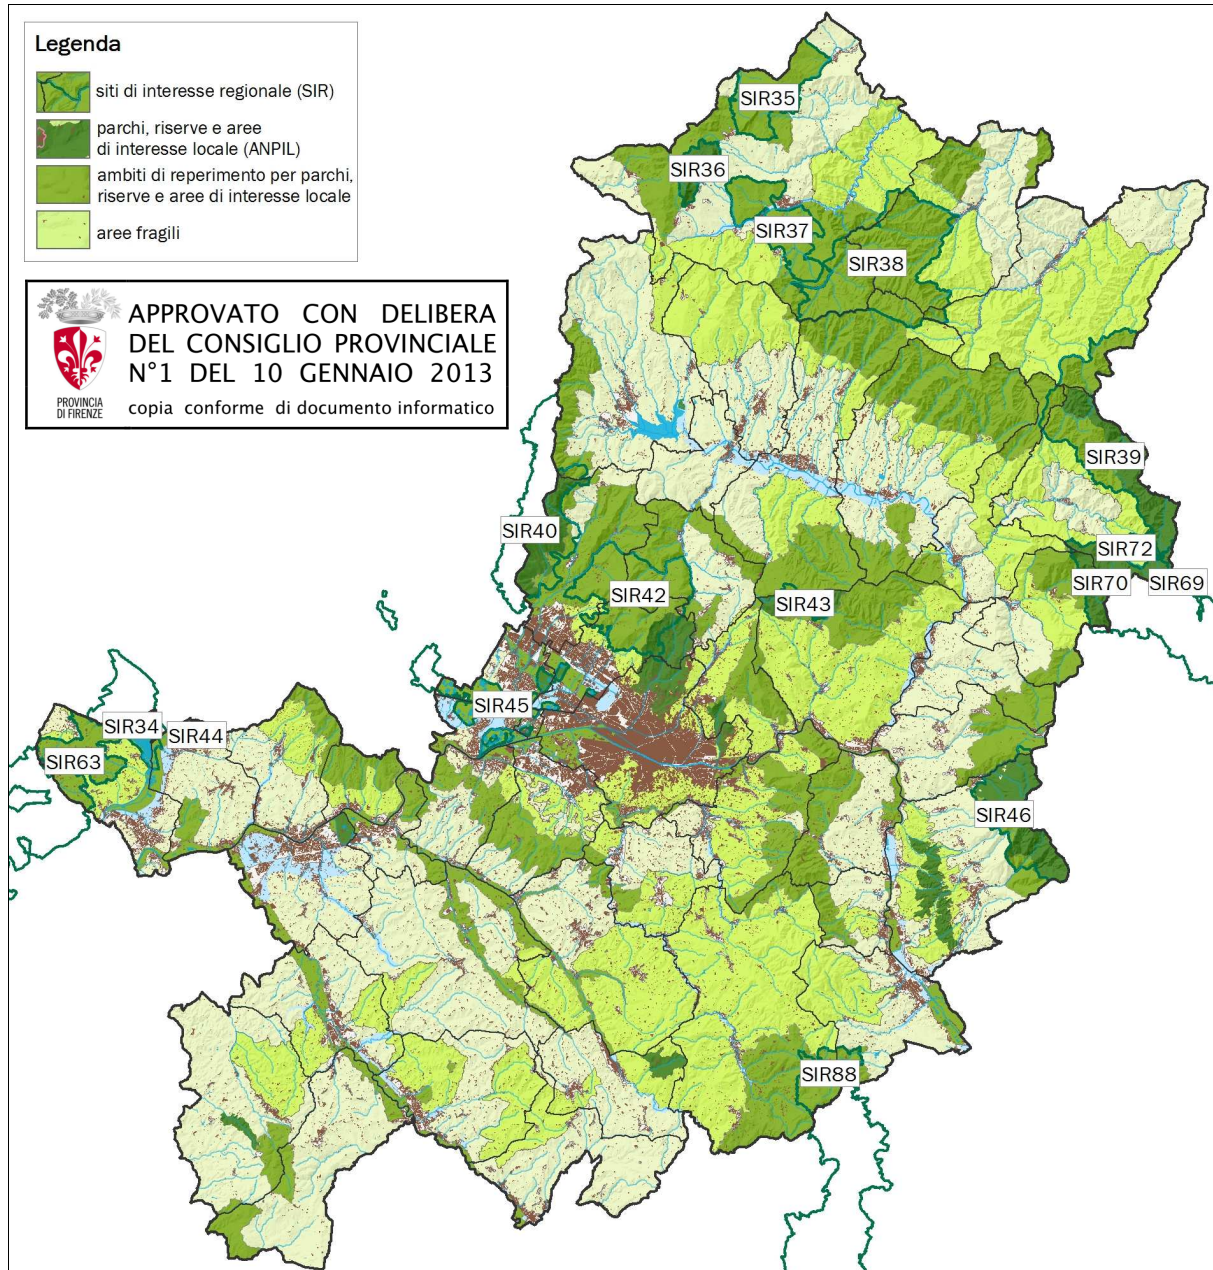 Legenda
siti di interesse regionale (SIR)
parchi, riserve e aree
di interesse locale (ANPIL)
ambiti di reperimento per parchi,
riserve e aree di interesse locale
aree fragili
APPROVATO CON DELIBERA
DEL CONSIGLIO PROVINCIALE
N°1 DEL 10 GENNAIO 2013
copia conforme di documento informatico
PROVINCIA
DI FIRENZE
SIR35
SIR36
SIR37
SIR38
SIR39
SIR40
SIR72
SIR42
SIR43
SIR70
SIR69
SIR45
SIR34
SIR44
SIR63
SIR46
SIR88